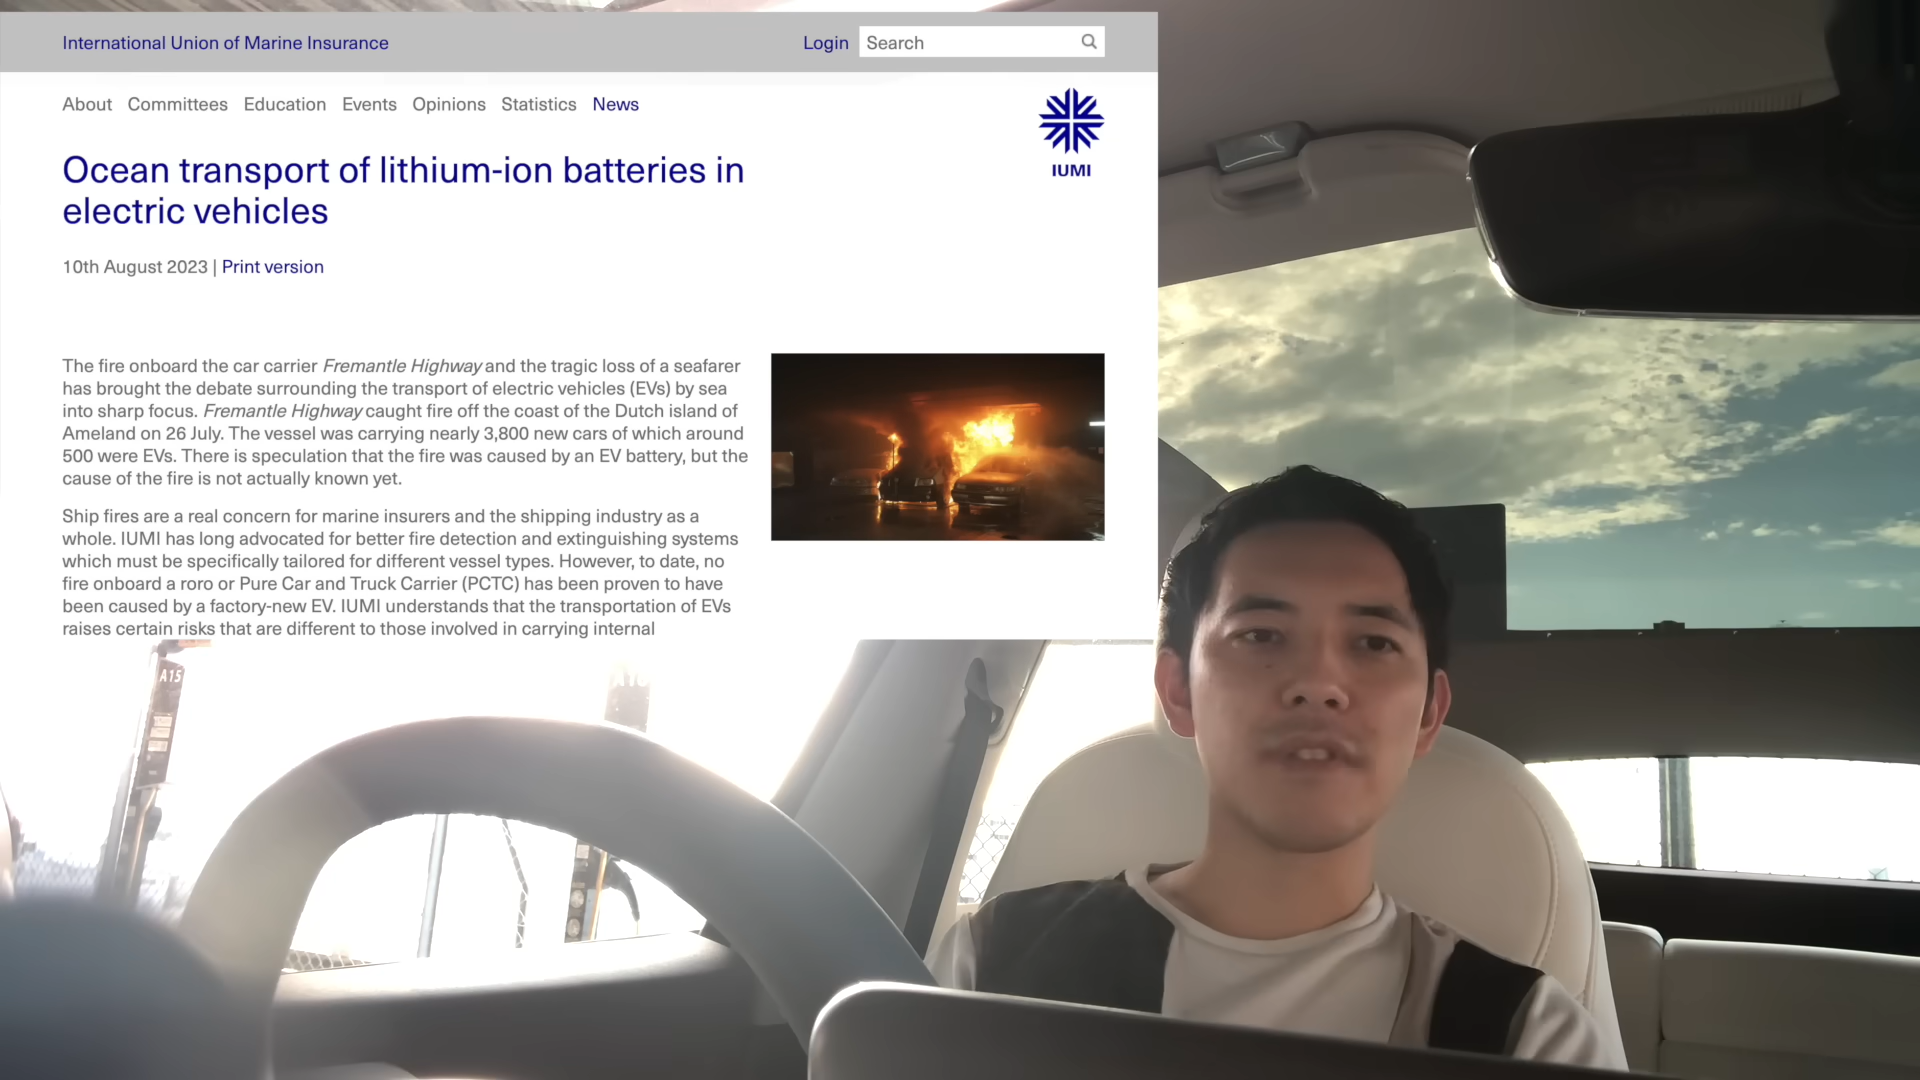 International Union of Marine Insurance
Login
Search
About Committees Education Events Opinions Statistics News
IUMI
Ocean transport of lithium-ion batteries in
electric vehicles
10th August 2023 | Print version
The fire onboard the car carrier Fremantle Highway and the tragic loss of a seafarer
has brought the debate surrounding the transport of electric vehicles (EVs) by sea
into sharp focus. Fremantle Highway caught fire off the coast of the Dutch island of
Ameland on 26 July. The vessel was carrying nearly 3,800 new cars of which around
500 were EVs. There is speculation that the fire was caused by an EV battery, but the
cause of the fire is not actually known yet.
Ship fires are a real concern for marine insurers and the shipping industry as a
whole. IUMI has long advocated for better fire detection and extinguishing systems
which must be specifically tailored for different vessel types. However, to date, no
fire onboard a roro or Pure Car and Truck Carrier (PCTC) has been proven to have
been caused by a factory-new EV. IUMI understands that the transportation of EVs
raises certain risks that are different to those involved in carrying internal
A15